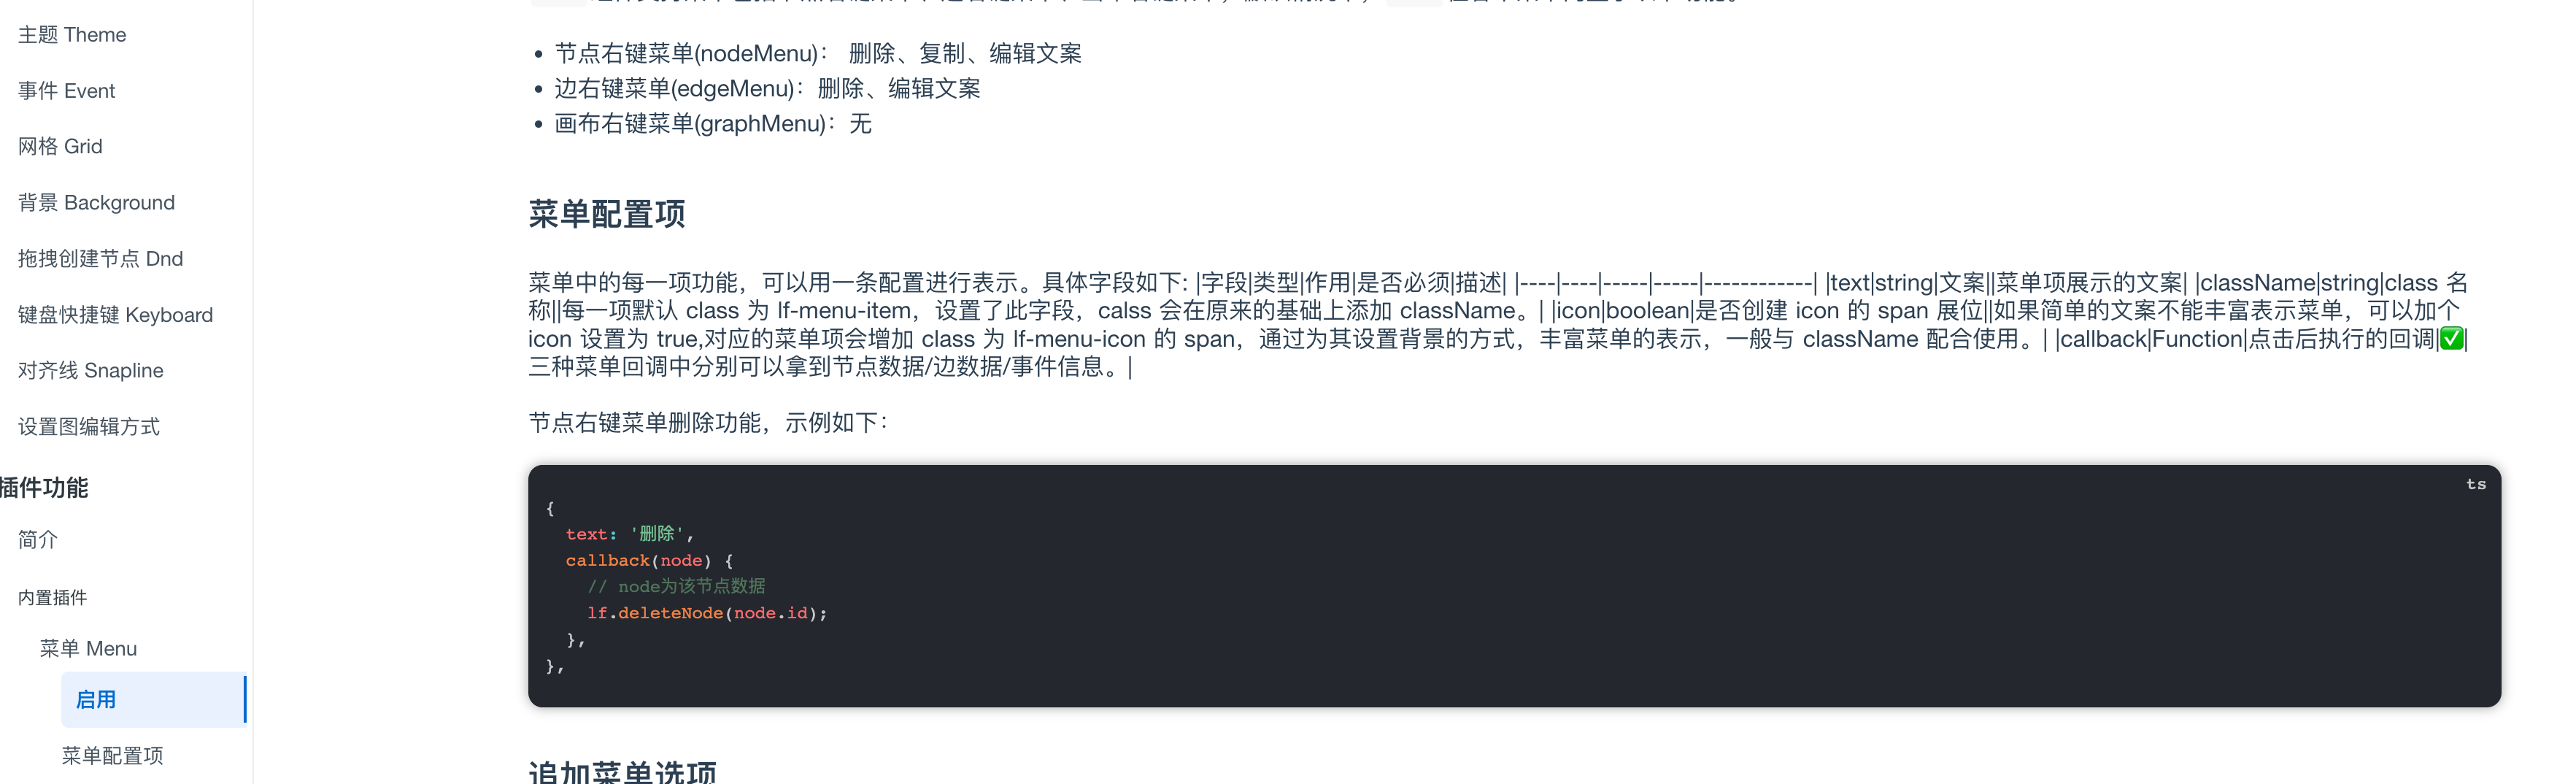 主题 Theme
事件 Event
网格 Grid
背景 Background
拖拽创建节点 Dnd
键盘快捷键 Keyboard
对齐线 Snapline
设置图编辑方式
插件功能
简介
内置插件
菜单 Menu
启用
菜单配置项
节点右键菜单(nodeMenu)： 删除、复制、编辑文案
边右键菜单(edgeMenu)：删除、编辑文案
画布右键菜单(graphMenu)：无
菜单配置项
菜单中的每一项功能，可以用一条配置进行表示。具体字段如下: |字段|类型|作用|是否必须|描述| |----|----|-----|-----|------------| |text|string|文案||菜单项展示的文案| |className|string|class 名
称||每一项默认 class 为 lf-menu-item，设置了此字段，calss 会在原来的基础上添加 className。| |icon|boolean|是否创建 icon 的 span 展位||如果简单的文案不能丰富表示菜单，可以加个
icon 设置为 true,对应的菜单项会增加 class 为 lf-menu-icon 的 span，通过为其设置背景的方式，丰富菜单的表示，一般与 className 配合使用。| |callback|Function|点击后执行的回调|✅|
三种菜单回调中分别可以拿到节点数据/边数据/事件信息。|
节点右键菜单删除功能，示例如下：
ts
{
text: '删除',
callback(node) {
// node为该节点数据
lf.deleteNode(node.id);
},
},
追加菜单选项